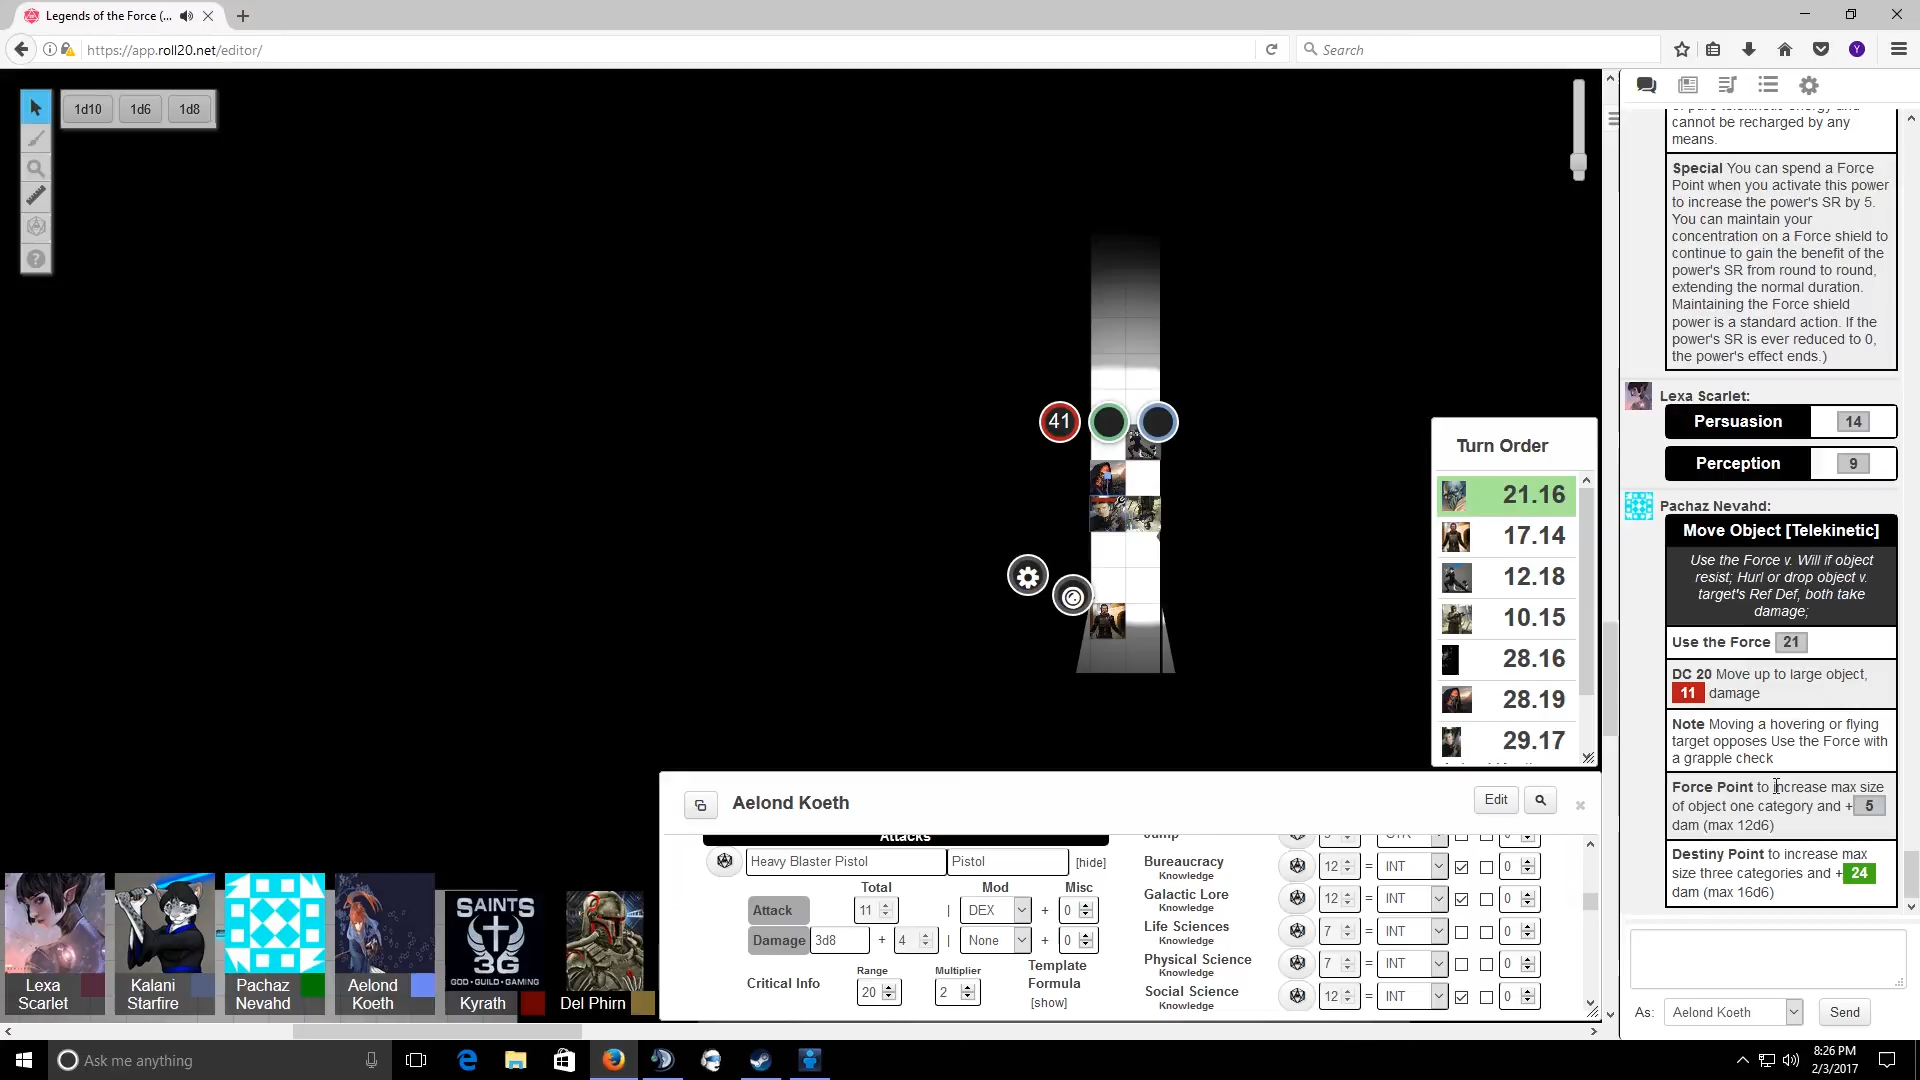 Legends of the Force (...
https://app.roll20.net/editor/
Search
1d10
1d6
1d8
41
Turn Order
21.16
17.14
12.18
10.15
28.16
28.19
29.17
cannot be recharged by any
means.
Special You can spend a Force
Point when you activate this power
to increase the power's SR by 5.
You can maintain your
concentration on a Force shield to
continue to gain the benefit of the
power's SR from round to round,
extending the normal duration.
Maintaining the Force shield
power is a standard action. If the
power's SR is ever reduced to 0,
the power's effect ends.)
Lexa Scarlet:
Persuasion 14
Perception 9
Pachaz Nevahd:
Move Object [Telekinetic]
Use the Force v. Will if object
resist; Hurl or drop object v.
target's Ref Def, both take
damage;
Use the Force 21
DC 20 Move up to large object,
11 damage
Note Moving a hovering or flying
target opposes Use the Force with
a grapple check
Force Point to increase max size
of object one category and + 5
dam (max 12d6)
Destiny Point to increase max
size three categories and + 24
dam (max 16d6)
As: Aelond Koeth Send
Aelond Koeth
Edit
Attacks
Heavy Blaster Pistol Pistol [hide]
Total Mod Misc
Attack 11 | DEX + 0
Damage 3d8 + 4 | None + 0
Critical Info
Range
20
Multiplier
2
Template
Formula
[show]
Jump
Bureaucracy
Knowledge
12 = INT 0
Galactic Lore
Knowledge
12 = INT 0
Life Sciences
Knowledge
7 = INT 0
Physical Science
Knowledge
7 = INT 0
Social Science
Knowledge
12 = INT 0
Lexa
Scarlet
Kalani
Starfire
Pachaz
Nevahd
Aelond
Koeth
SAINTS
3G
GOD - GUILD - GAMING
Kyrath
Del Phirn
Ask me anything
8:26 PM
2/3/2017